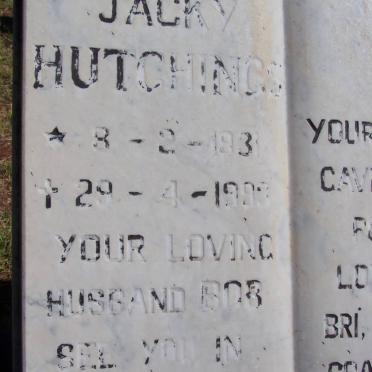 JACKY
HUTCHINGS
★ 8 - 2 - 1931
† 29 - 4 - 1993
YOUR LOVING
HUSBAND BOB
SEE YOU IN
YOUR
LO
BRI,